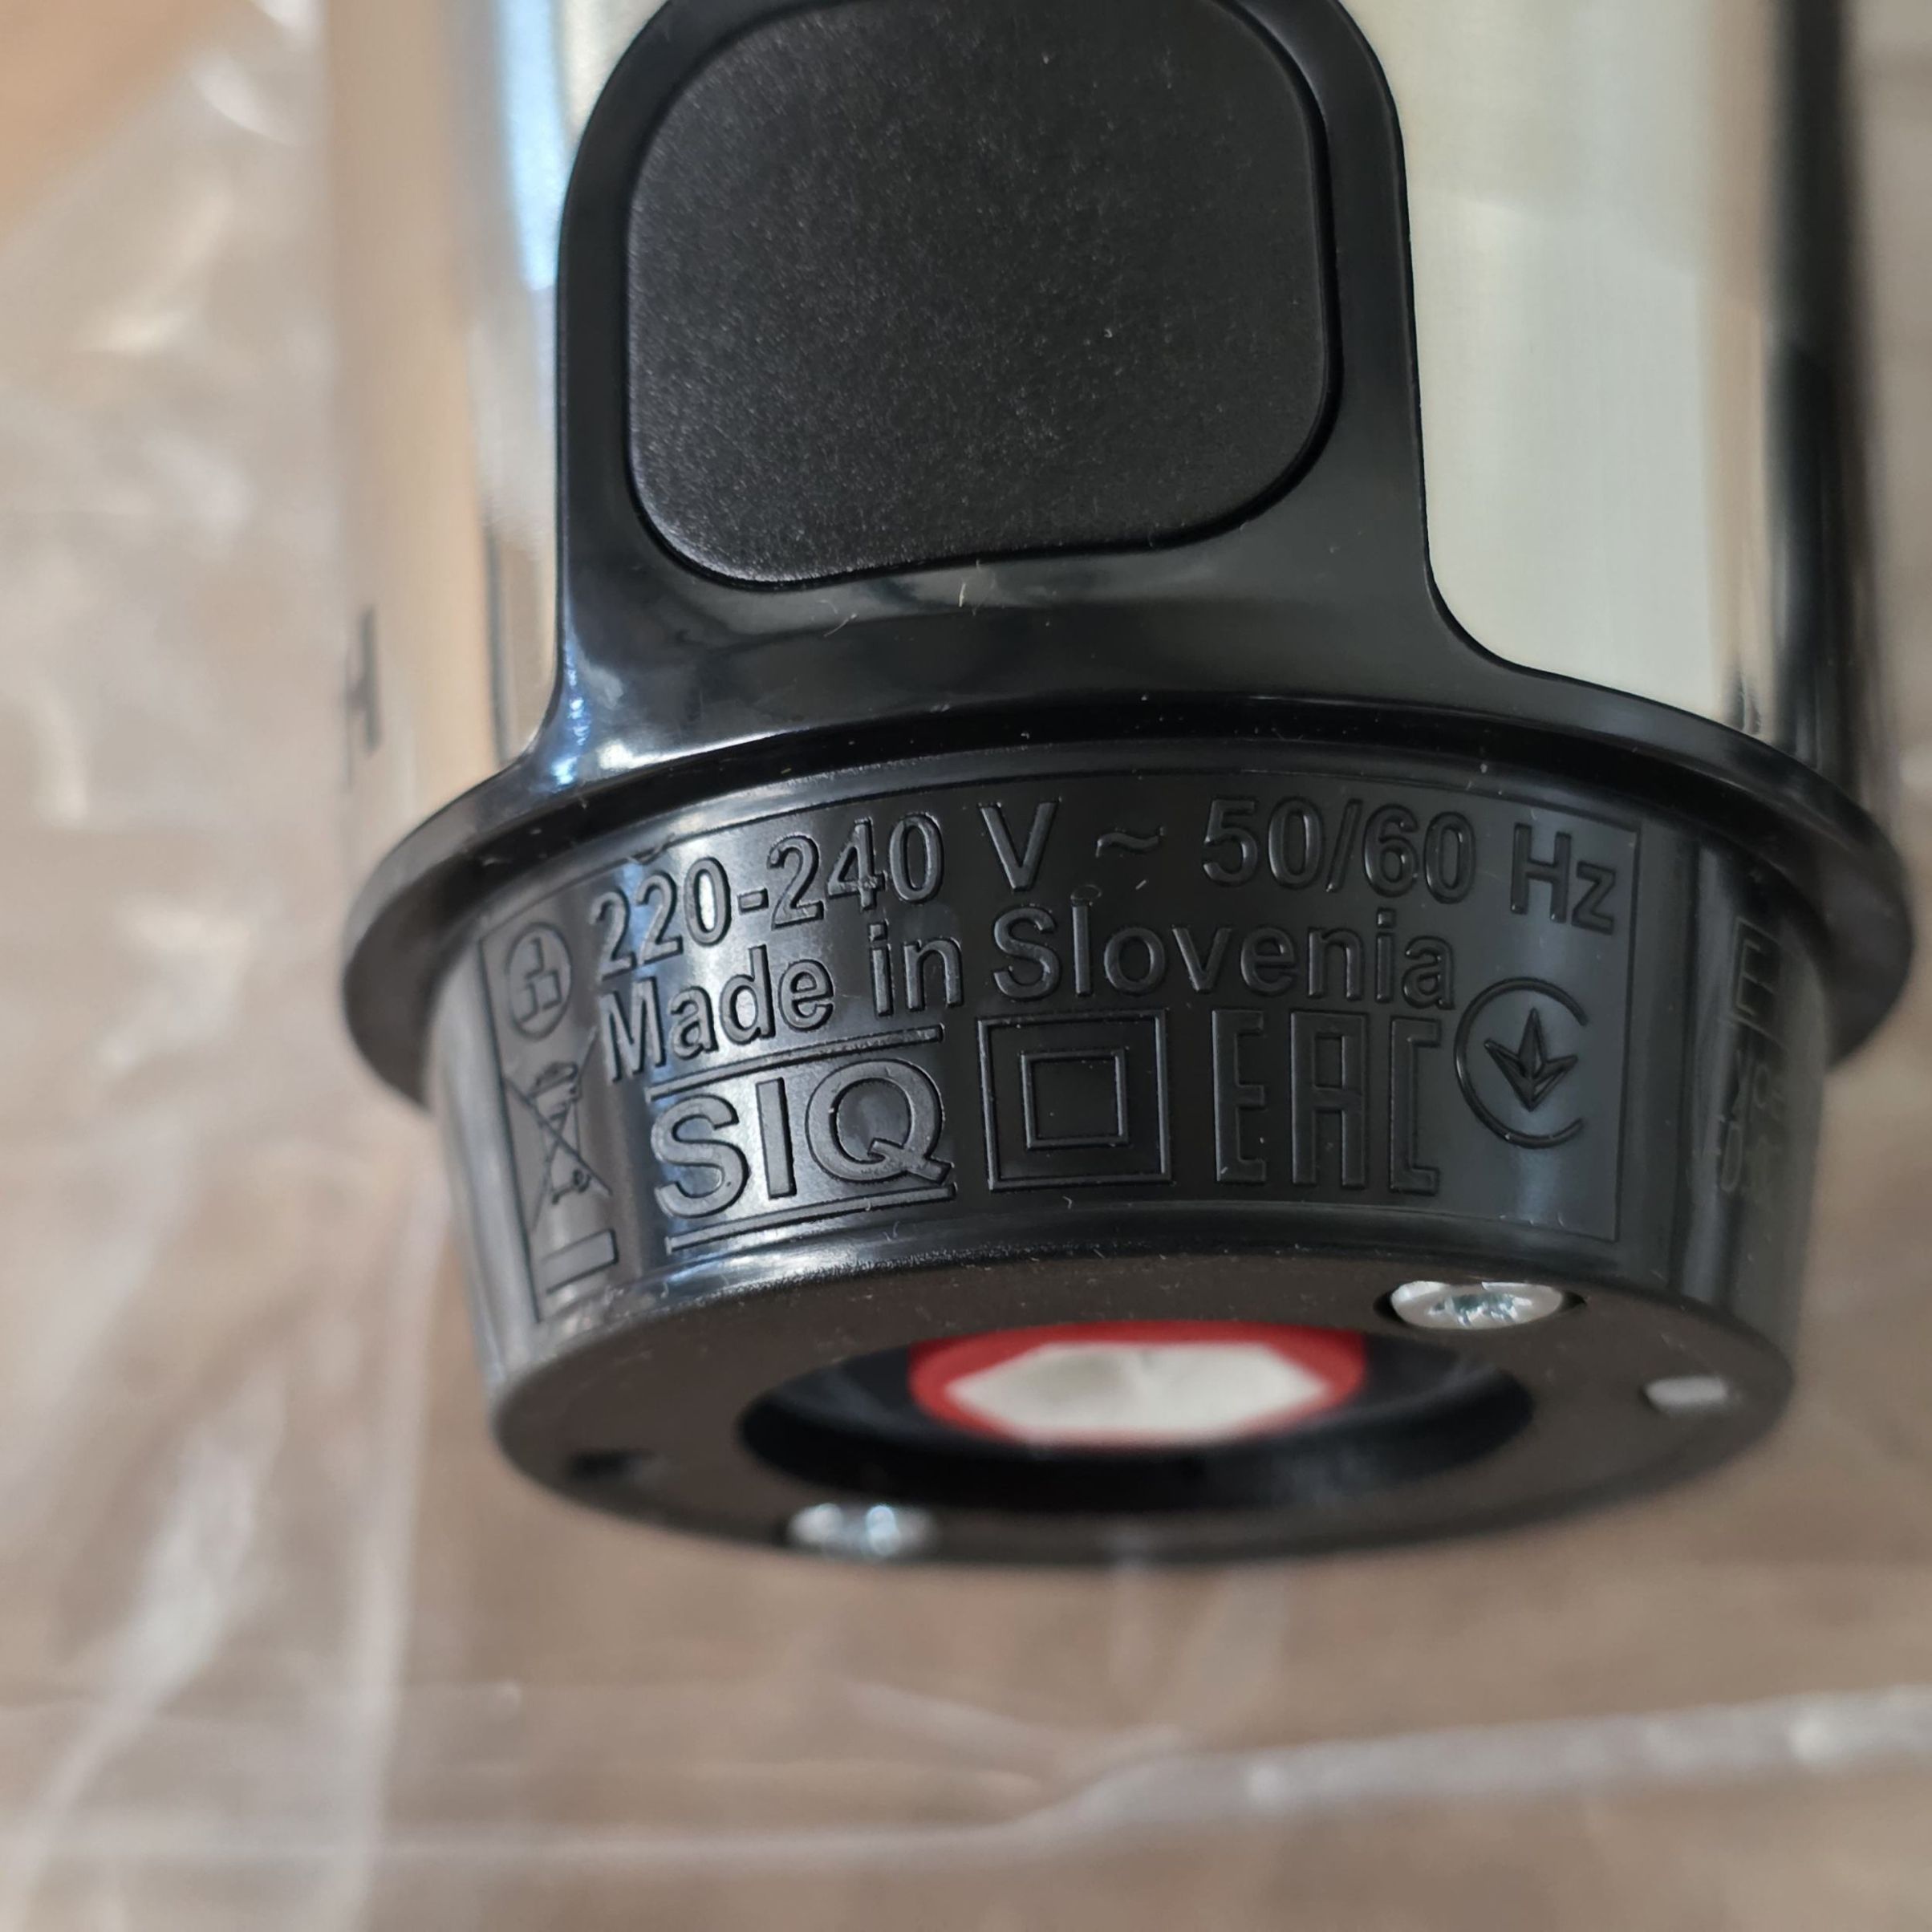 220-240 V ~ 50/60 Hz
Made in Slovenia
SIQ EAC